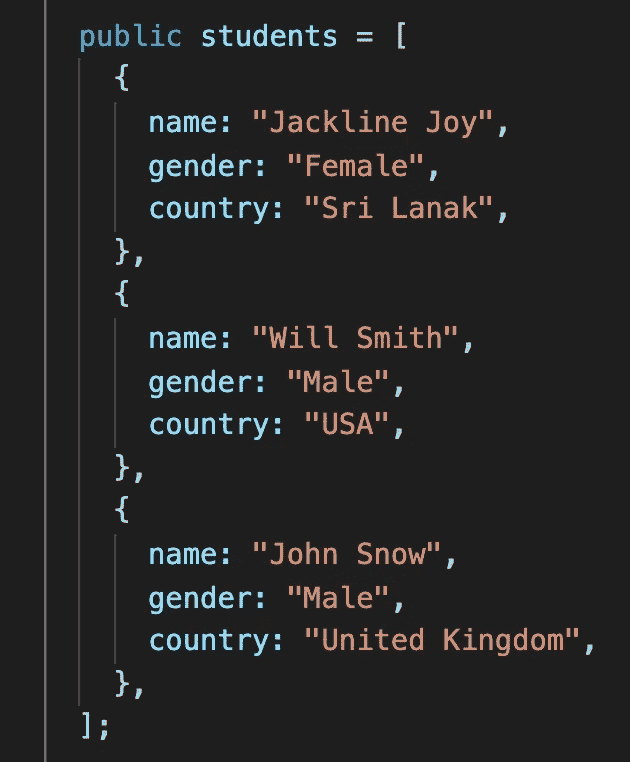 public students = [
{
name: "Jackline Joy",
gender: "Female",
country: "Sri Lanak",
},
{
name: "Will Smith",
gender: "Male",
country: "USA",
},
{
name: "John Snow",
gender: "Male",
country: "United Kingdom",
},
];